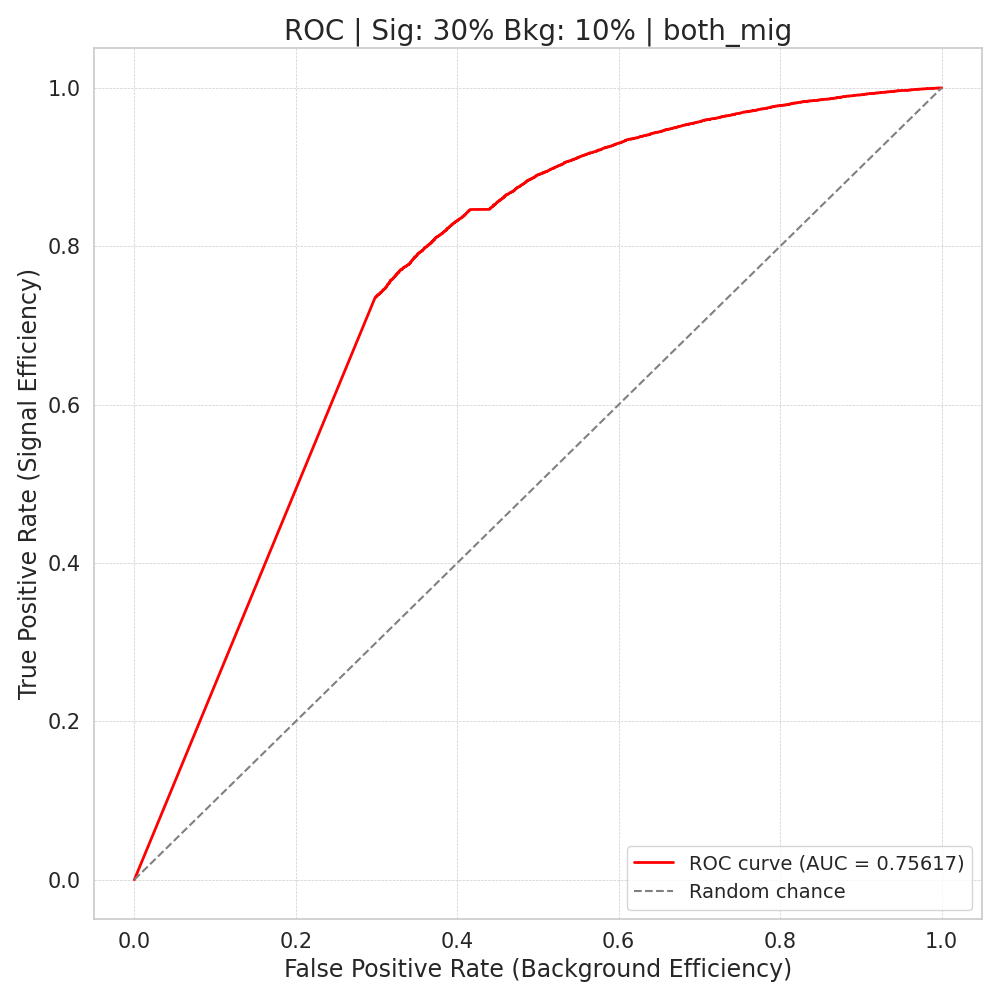 ROC | Sig: 30% Bkg: 10% | both_mig
True Positive Rate (Signal Efficiency)
1.0
0.8
0.6
0.4
0.2
0.0
ROC curve (AUC = 0.75617)
Random chance
0.0 0.2 0.4 0.6 0.8 1.0
False Positive Rate (Background Efficiency)